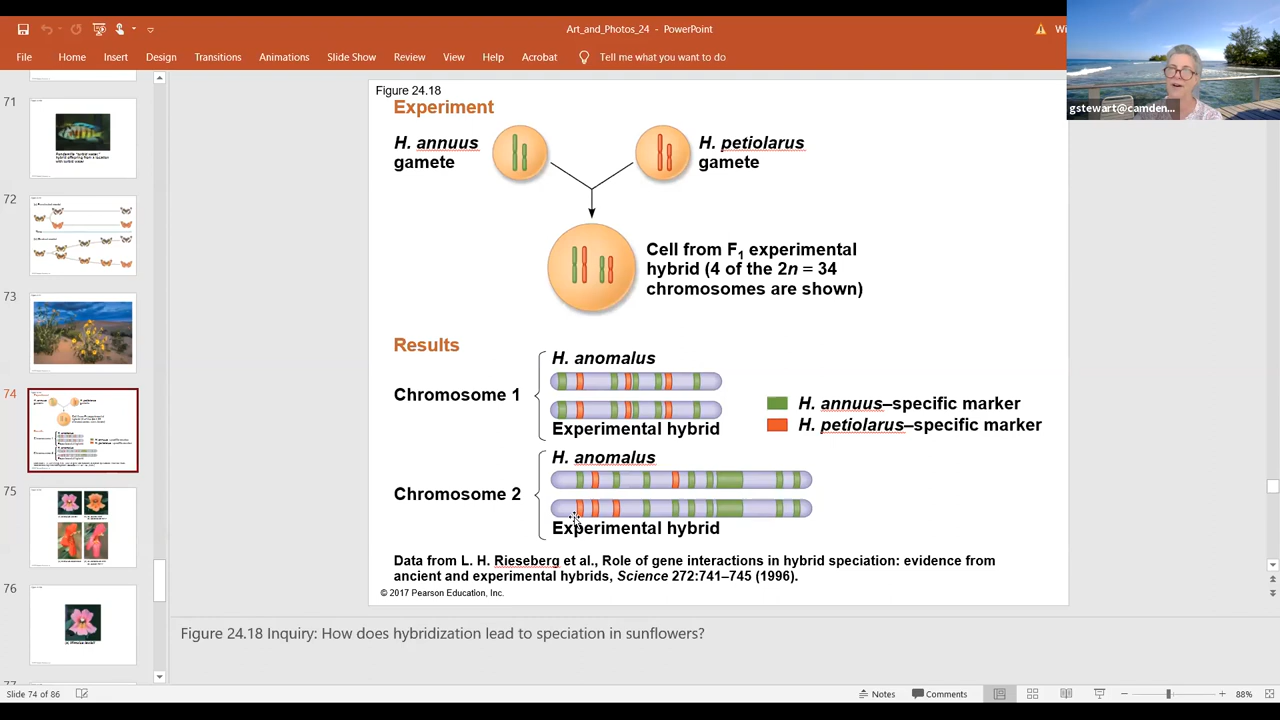 Art_and_Photos_24 - PowerPoint
Wi
File Home Insert Design Transitions Animations Slide Show Review View Help Acrobat Tell me what you want to do
gstewart@camden...
71
72
73
74
75
76
Figure 24.18
Experiment
H. annuus
gamete
H. petiolarus
gamete
Cell from F1 experimental
hybrid (4 of the 2n = 34
chromosomes are shown)
Results
H. anomalus
Chromosome 1
Experimental hybrid
H. annuus–specific marker
H. petiolarus–specific marker
H. anomalus
Chromosome 2
Experimental hybrid
Data from L. H. Rieseberg et al., Role of gene interactions in hybrid speciation: evidence from
ancient and experimental hybrids, Science 272:741–745 (1996).
© 2017 Pearson Education, Inc.
Figure 24.18 Inquiry: How does hybridization lead to speciation in sunflowers?
Slide 74 of 86
Notes Comments 88%